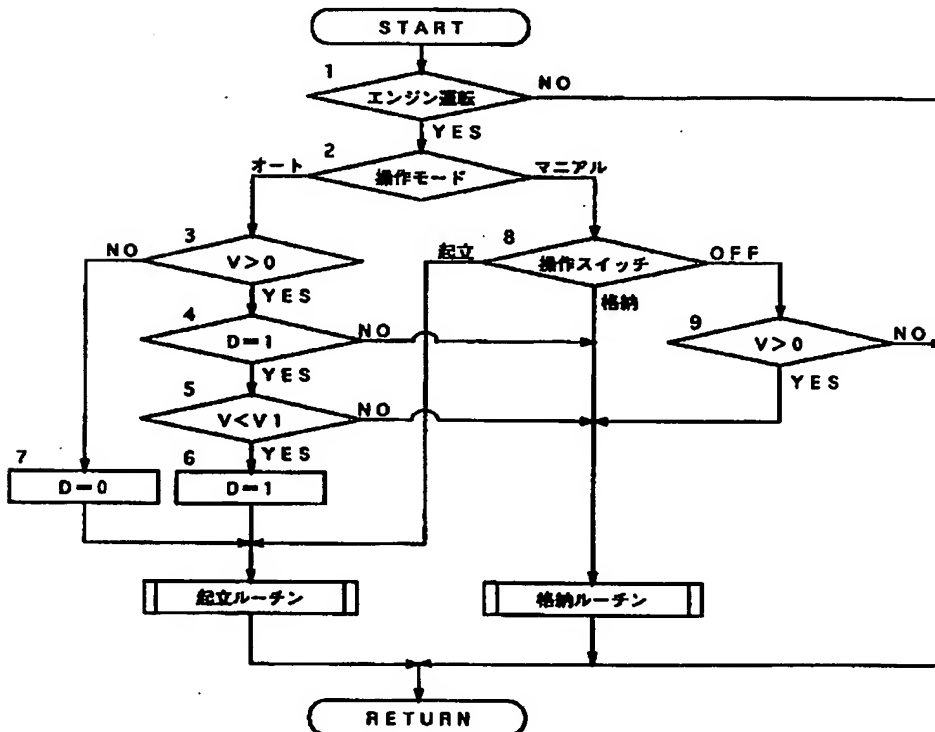 START
1
エンジン運転
NO
YES
2
オート
操作モード
マニアル
3
NO
V>0
YES
8
起立
操作スイッチ
OFF
格納
4
D=1
NO
YES
9
V>0
NO
YES
5
V<V1
NO
YES
7
D=0
6
D=1
起立ルーチン
格納ルーチン
RETURN